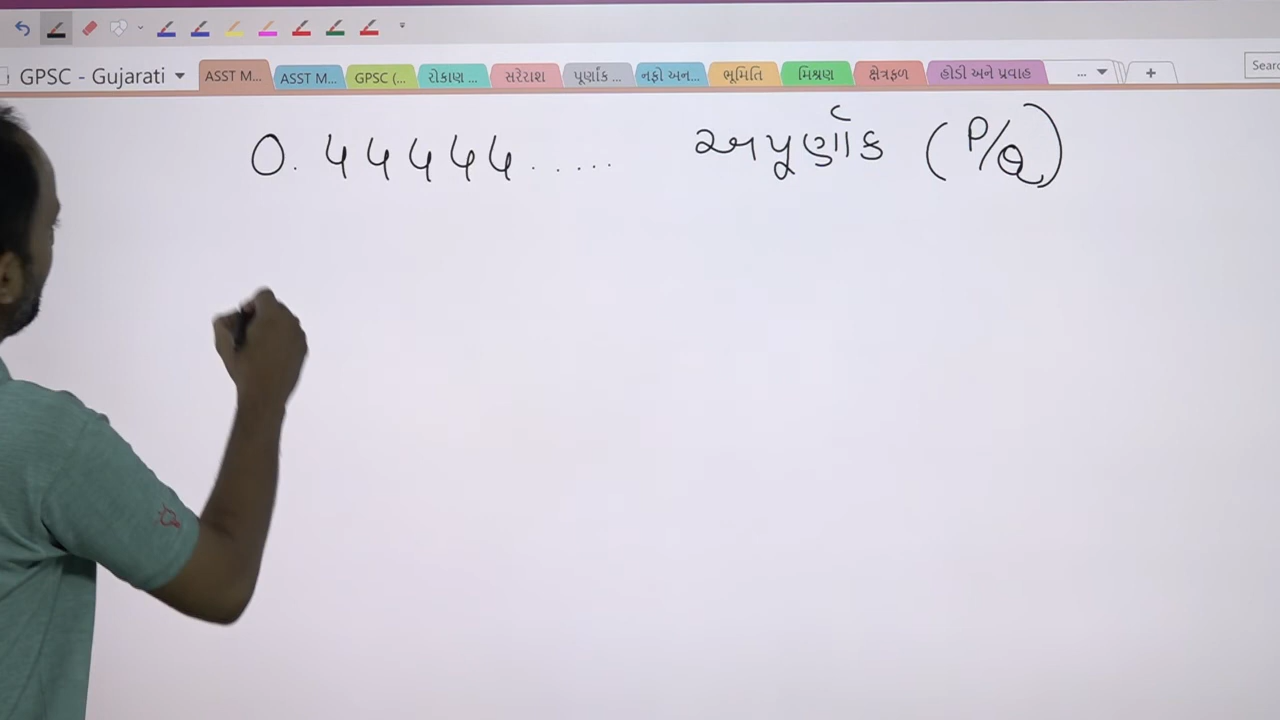 GPSC - Gujarati ASST M... ASST M... GPSC (... રોકાણ ... સરેરાશ પૂર્ણાંક ... નફો અન... ભૂમિતિ મિશ્રણ ક્ષેત્રફળ હોડી અને પ્રવાહ ... + Searc
0.44444..... અપૂર્ણાંક (P/Q)